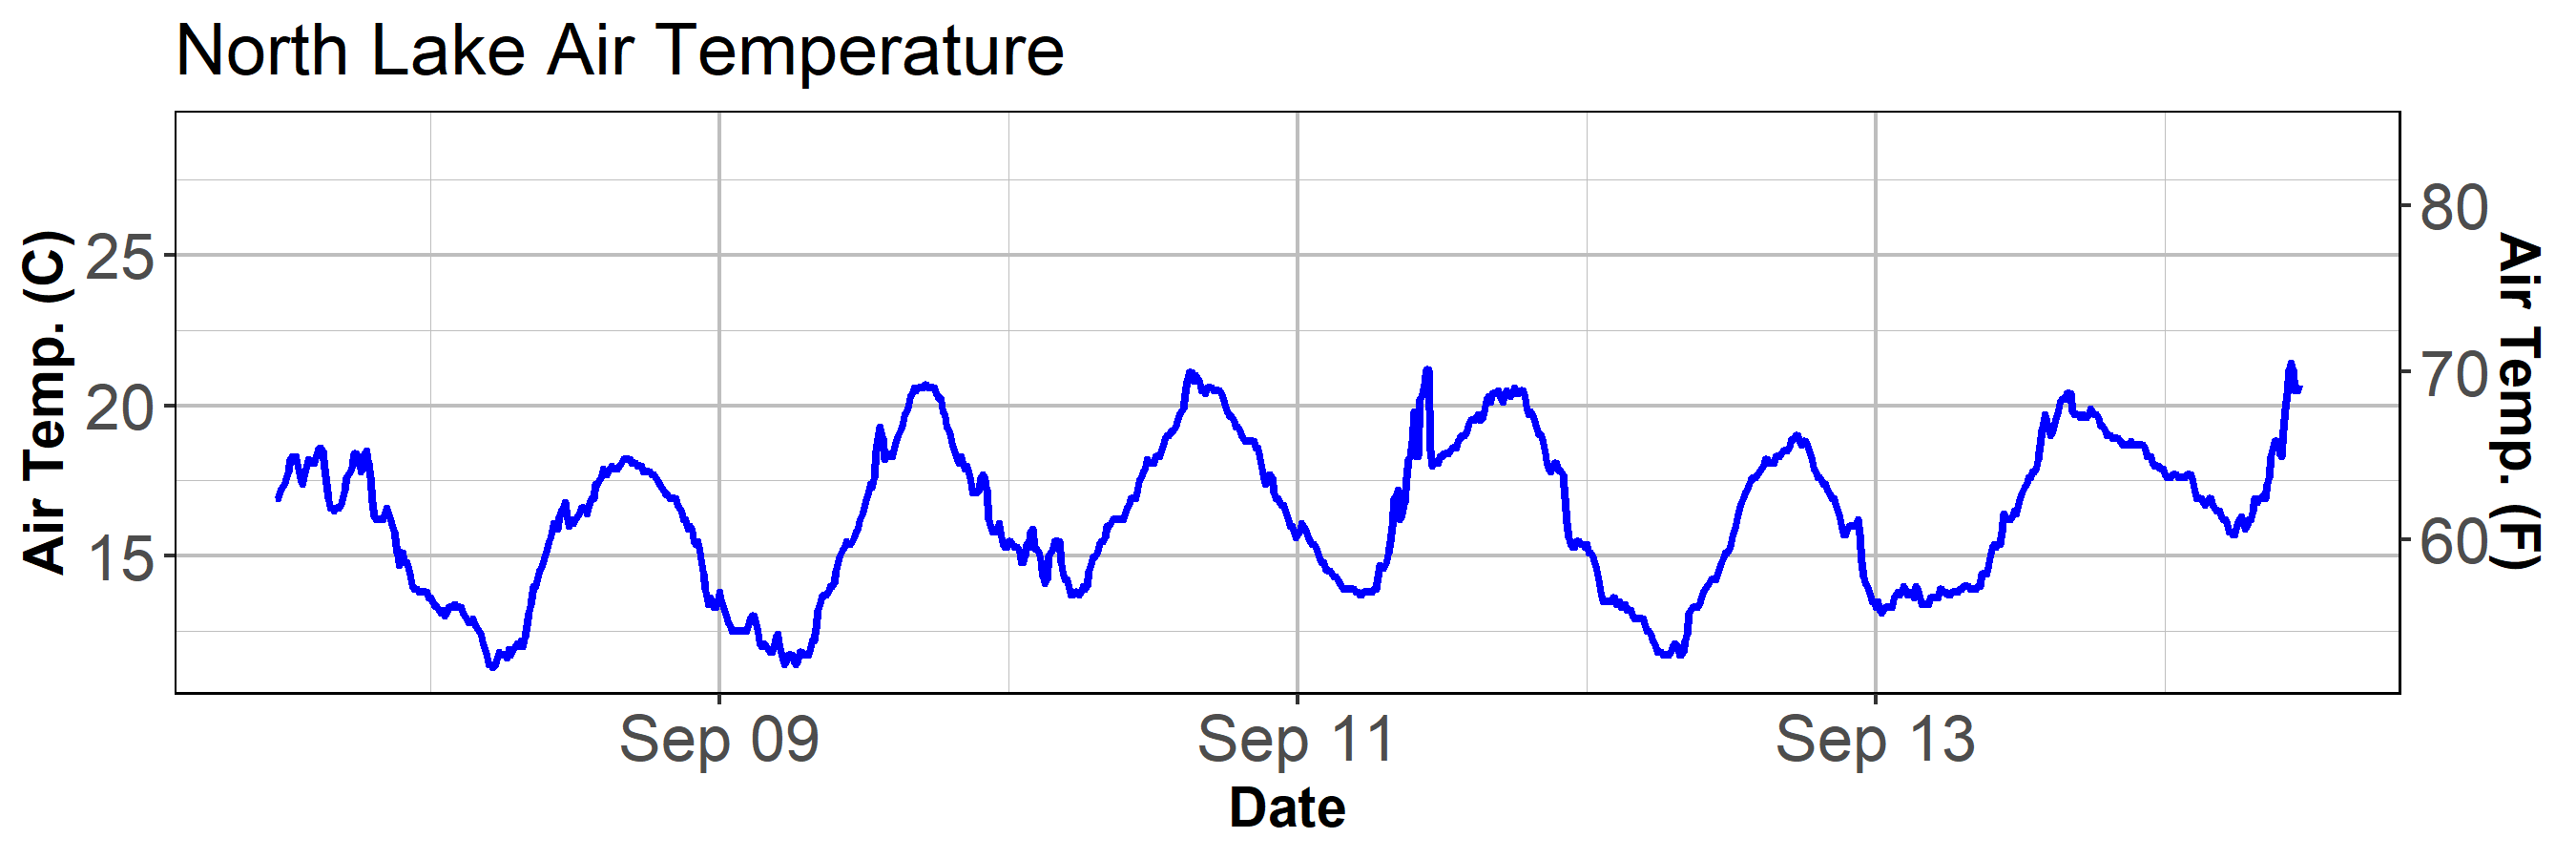 North Lake Air Temperature
Air Temp. (C)
25
20
15
80
70
60
Air Temp. (F)
Sep 09
Sep 11
Sep 13
Date